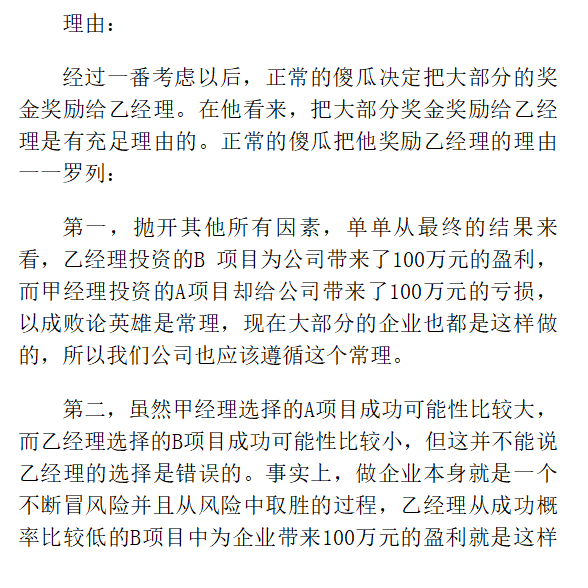 理由：
经过一番考虑以后，正常的傻瓜决定把大部分的奖
金奖励给乙经理。在他看来，把大部分奖金奖励给乙经
理是有充足理由的。正常的傻瓜把他奖励乙经理的理由
一一罗列：
第一，抛开其他所有因素，单单从最终的结果来
看，乙经理投资的B 项目为公司带来了100万元的盈利，
而甲经理投资的A项目却给公司带来了100万元的亏损，
以成败论英雄是常理，现在大部分的企业也都是这样做
的，所以我们公司也应该遵循这个常理。
第二，虽然甲经理选择的A项目成功可能性比较大，
而乙经理选择的B项目成功可能性比较小，但这并不能说
乙经理的选择是错误的。事实上，做企业本身就是一个
不断冒风险并且从风险中取胜的过程，乙经理从成功概
率比较低的B项目中为企业带来100万元的盈利就是这样